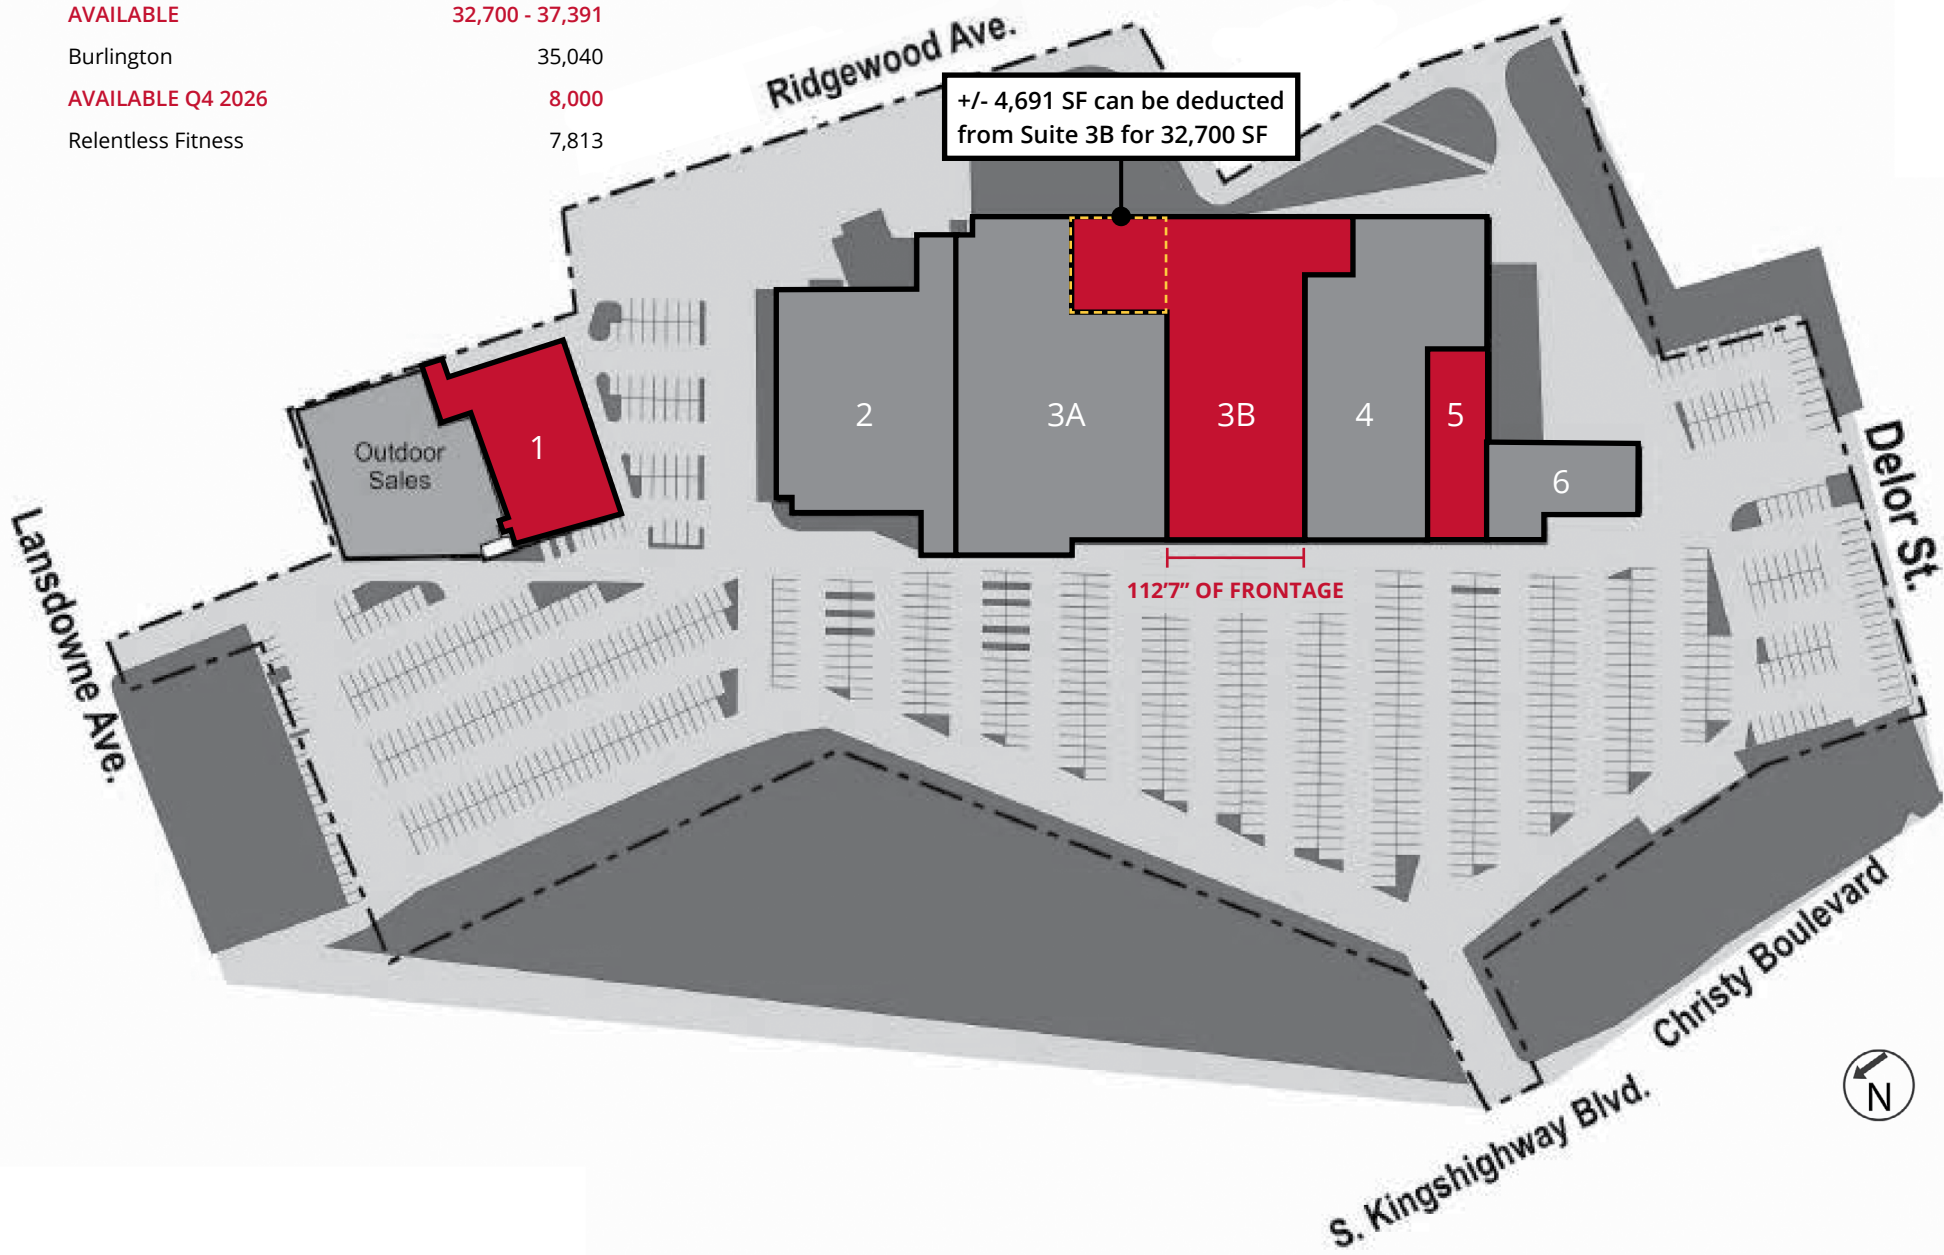 AVAILABLE 32,700 - 37,391
Burlington 35,040
AVAILABLE Q4 2026 8,000
Relentless Fitness 7,813
Ridgewood Ave.
+/- 4,691 SF can be deducted
from Suite 3B for 32,700 SF
Outdoor
Sales
1
2
3A
3B
4
5
6
112'7" OF FRONTAGE
Lansdowne Ave.
Delor St.
Christy Boulevard
S. Kingshighway Blvd.
N